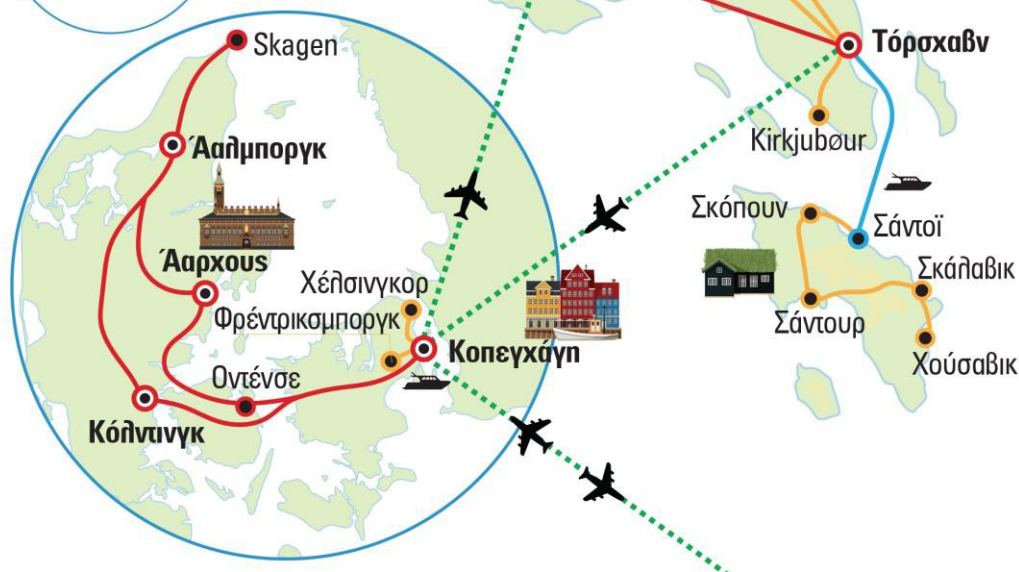 Skagen
Τόρσχαβν
Άαλμποργκ
Kirkjubøur
Σκόπουν
Σάντοϊ
Άαρχους
Χέλσινγκορ
Σκάλαβικ
Φρέντρικσμποργκ
Σάντουρ
Κοπεγχάγη
Χούσαβικ
Οντένσε
Κόλντινγκ